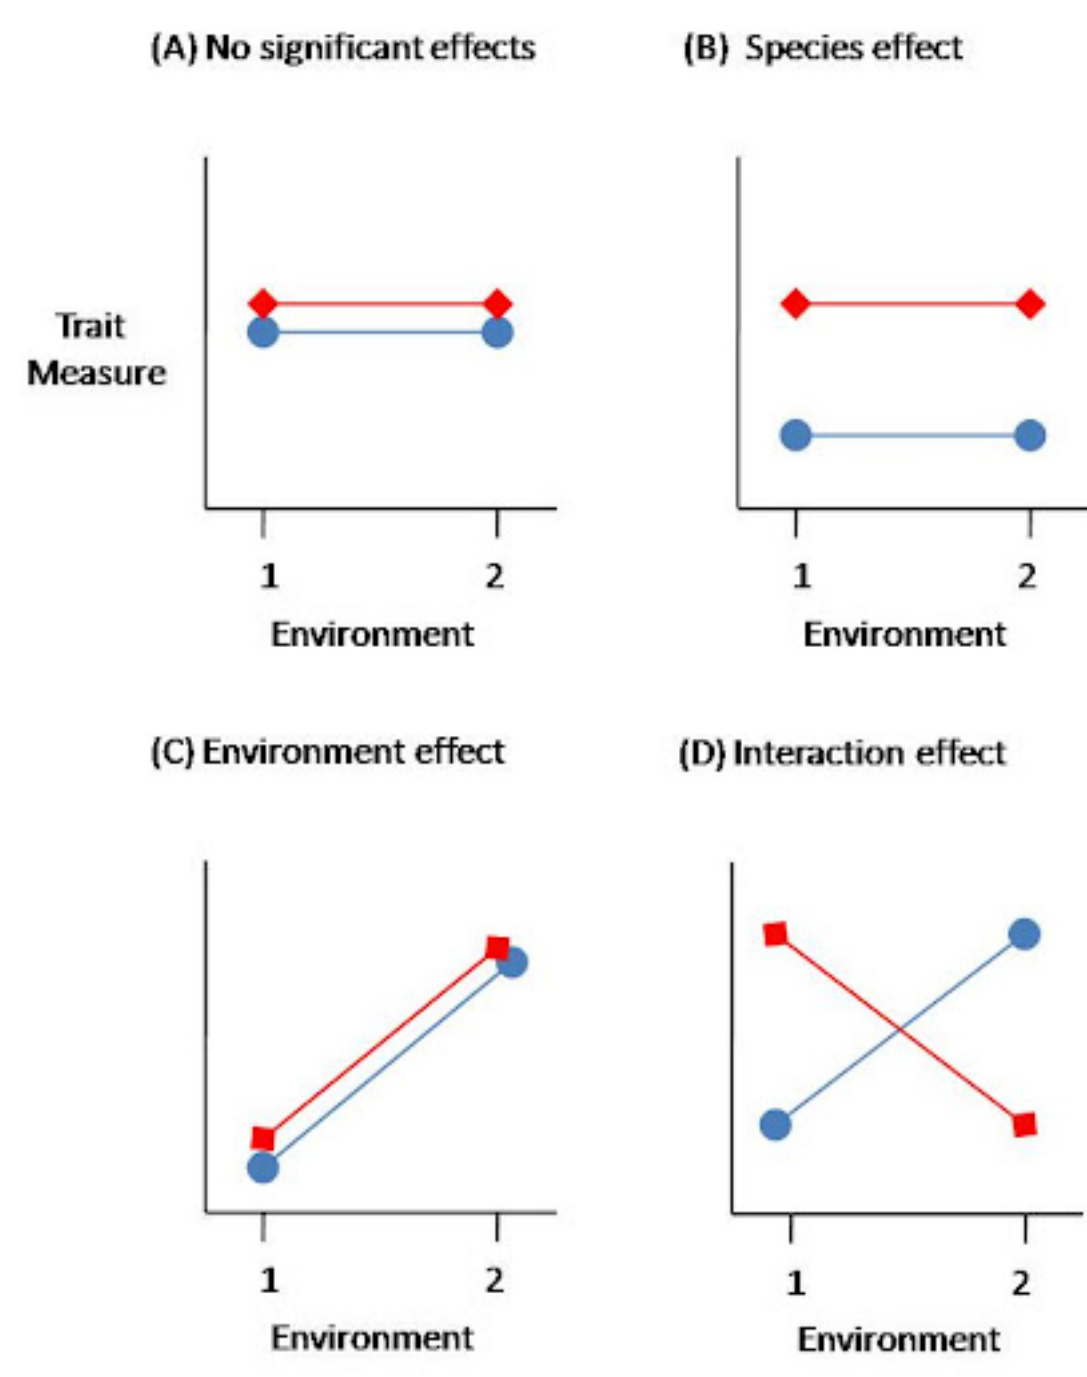 (A) No significant effects
(B) Species effect
Trait
Measure
1 2
Environment
1 2
Environment
(C) Environment effect
(D) Interaction effect
1 2
Environment
1 2
Environment